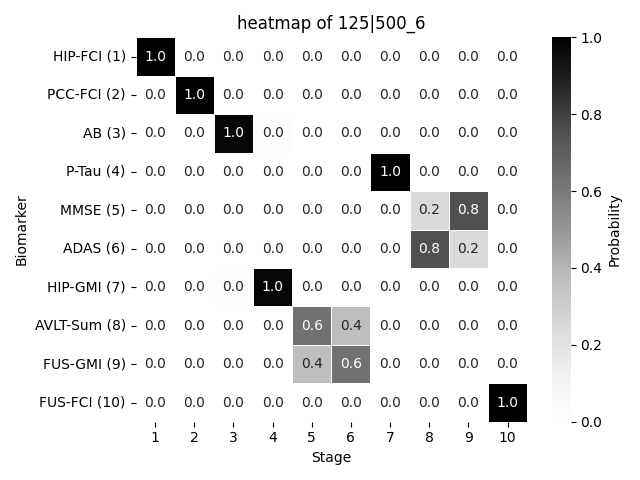 heatmap of 125|500_6
HIP-FCI (1) 1.0 0.0 0.0 0.0 0.0 0.0 0.0 0.0 0.0 0.0
PCC-FCI (2) 0.0 1.0 0.0 0.0 0.0 0.0 0.0 0.0 0.0 0.0
AB (3) 0.0 0.0 1.0 0.0 0.0 0.0 0.0 0.0 0.0 0.0
P-Tau (4) 0.0 0.0 0.0 0.0 0.0 0.0 1.0 0.0 0.0 0.0
MMSE (5) 0.0 0.0 0.0 0.0 0.0 0.0 0.0 0.2 0.8 0.0
ADAS (6) 0.0 0.0 0.0 0.0 0.0 0.0 0.0 0.8 0.2 0.0
HIP-GMI (7) 0.0 0.0 0.0 1.0 0.0 0.0 0.0 0.0 0.0 0.0
AVLT-Sum (8) 0.0 0.0 0.0 0.0 0.6 0.4 0.0 0.0 0.0 0.0
FUS-GMI (9) 0.0 0.0 0.0 0.0 0.4 0.6 0.0 0.0 0.0 0.0
FUS-FCI (10) 0.0 0.0 0.0 0.0 0.0 0.0 0.0 0.0 0.0 1.0
1 2 3 4 5 6 7 8 9 10
Stage
Biomarker
1.0
0.8
0.6
0.4
0.2
0.0
Probability